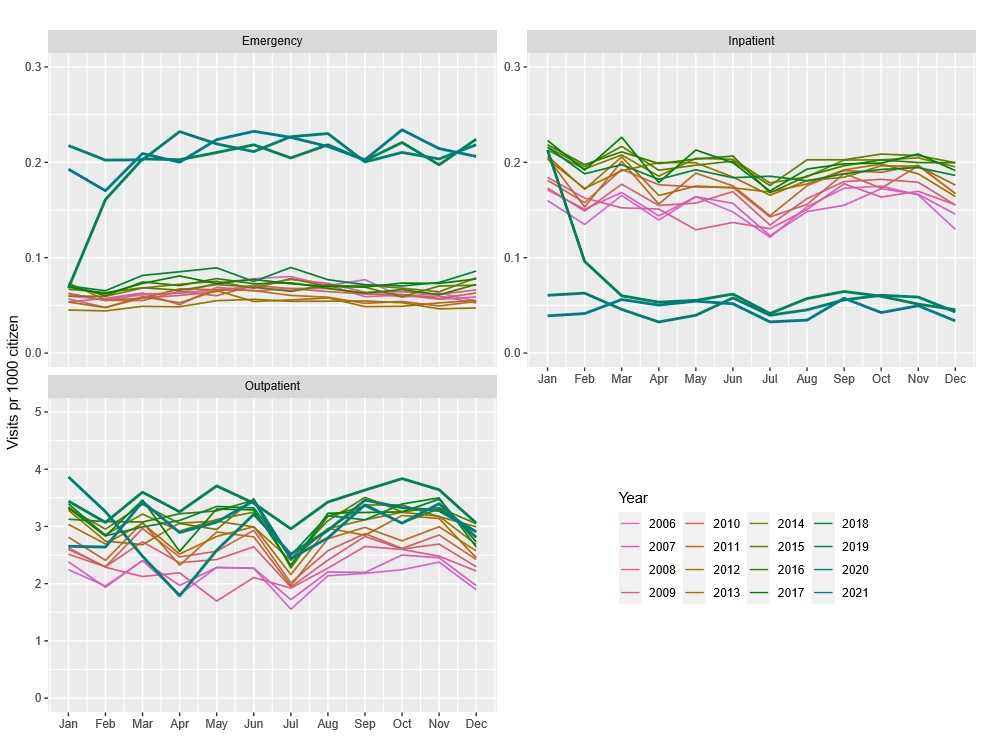 Emergency
Inpatient
0.3
0.2
0.1
0.0
0.3
0.2
0.1
0.0
Jan Feb Mar Apr May Jun Jul Aug Sep Oct Nov Dec
Visits pr 1000 citizen
Outpatient
5
4
3
2
1
0
Jan Feb Mar Apr May Jun Jul Aug Sep Oct Nov Dec
Year
2006 2010 2014 2018
2007 2011 2015 2019
2008 2012 2016 2020
2009 2013 2017 2021